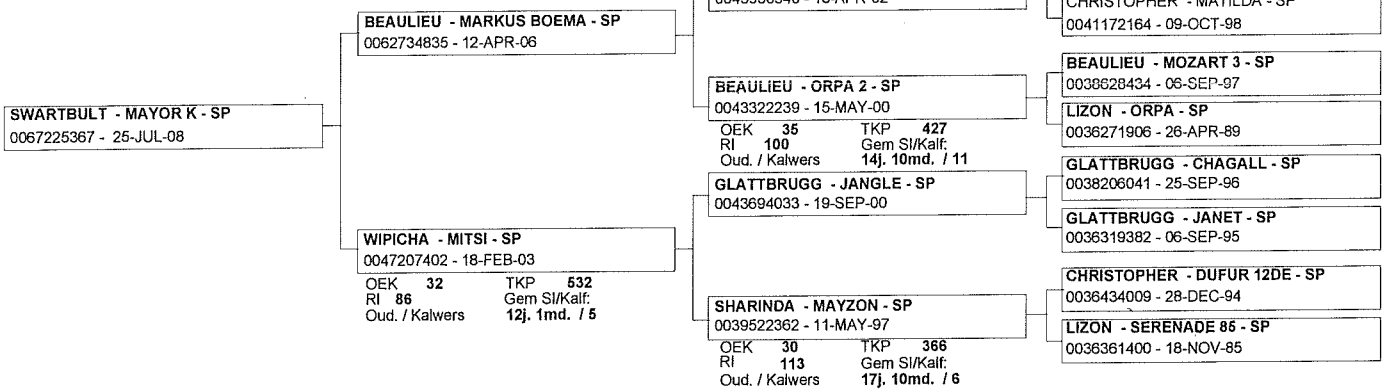 BEAULIEU - MARKUS BOEMA - SP
0062734835 - 12-APR-06
CHRISTOPHER - MATILDA - SP
0041172164 - 09-OCT-98
BEAULIEU - MOZART 3 - SP
0038628434 - 06-SEP-97
BEAULIEU - ORPA 2 - SP
0043322239 - 15-MAY-00
OEK 35 TKP 427
RI 100 Gem SI/Kalf:
Oud. / Kalwers 14j. 10md. / 11
LIZON - ORPA - SP
0036271906 - 26-APR-89
SWARTBULT - MAYOR K - SP
0067225367 - 25-JUL-08
GLATTBRUGG - CHAGALL - SP
0038206041 - 25-SEP-96
GLATTBRUGG - JANGLE - SP
0043694033 - 19-SEP-00
GLATTBRUGG - JANET - SP
0036319382 - 06-SEP-95
WIPICHA - MITSI - SP
0047207402 - 18-FEB-03
OEK 32 TKP 532
RI 86 Gem SI/Kalf:
Oud. / Kalwers 12j. 1md. / 5
CHRISTOPHER - DUFUR 12DE - SP
0036434009 - 28-DEC-94
SHARINDA - MAYZON - SP
0039522362 - 11-MAY-97
OEK 30 TKP 366
RI 113 Gem SI/Kalf:
Oud. / Kalwers 17j. 10md. / 6
LIZON - SERENADE 85 - SP
0036361400 - 18-NOV-85